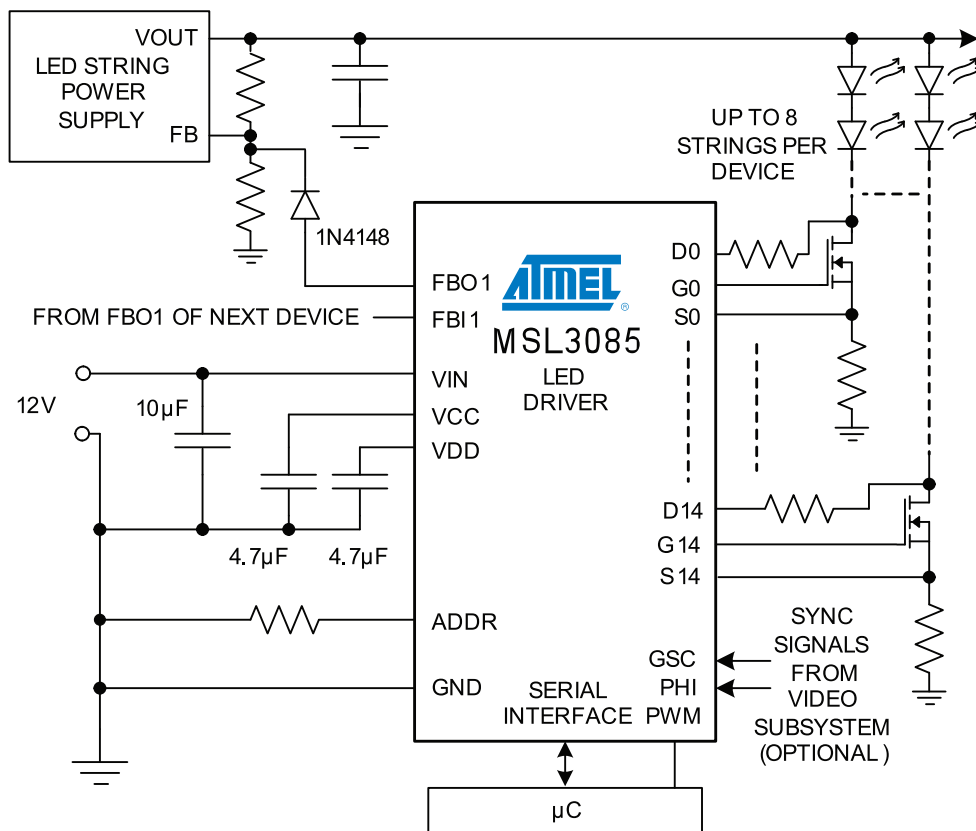 VOUT
LED STRING
POWER
SUPPLY
FB
UP TO 8
STRINGS PER
DEVICE
1N4148
FBO1
FROM FBO1 OF NEXT DEVICE
FBI1
ATMEL
®
MSL3085
LED
DRIVER
D0
G0
S0
12V
10µF
VIN
VCC
VDD
4.7µF
4.7µF
D14
G14
S14
ADDR
GND
SERIAL
INTERFACE
GSC
PHI
PWM
SYNC
SIGNALS
FROM
VIDEO
SUBSYSTEM
(OPTIONAL)
µC